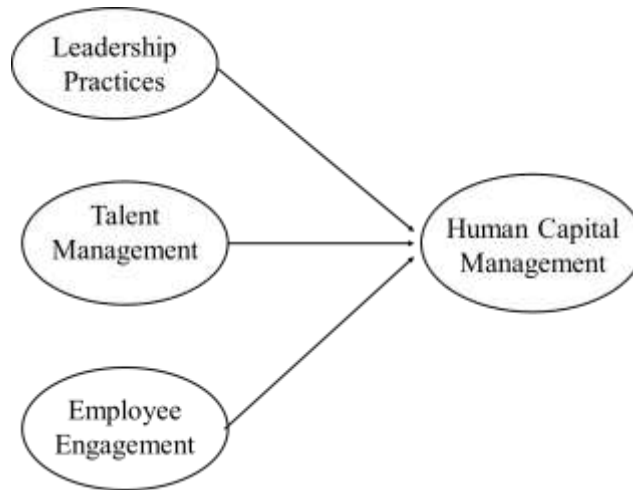 Leadership
Practices
Talent
Management
Human Capital
Management
Employee
Engagement